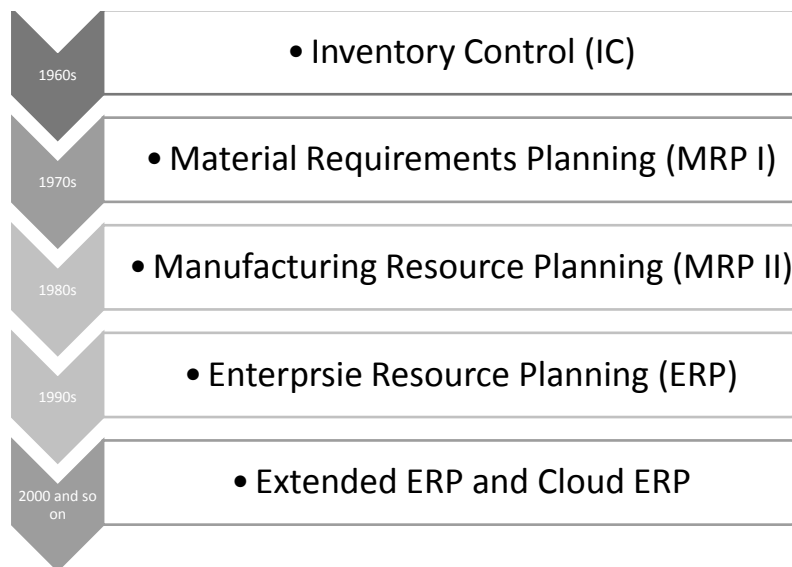 1960s
• Inventory Control (IC)
1970s
• Material Requirements Planning (MRP I)
1980s
• Manufacturing Resource Planning (MRP II)
1990s
• Enterprsie Resource Planning (ERP)
2000 and so
on
• Extended ERP and Cloud ERP